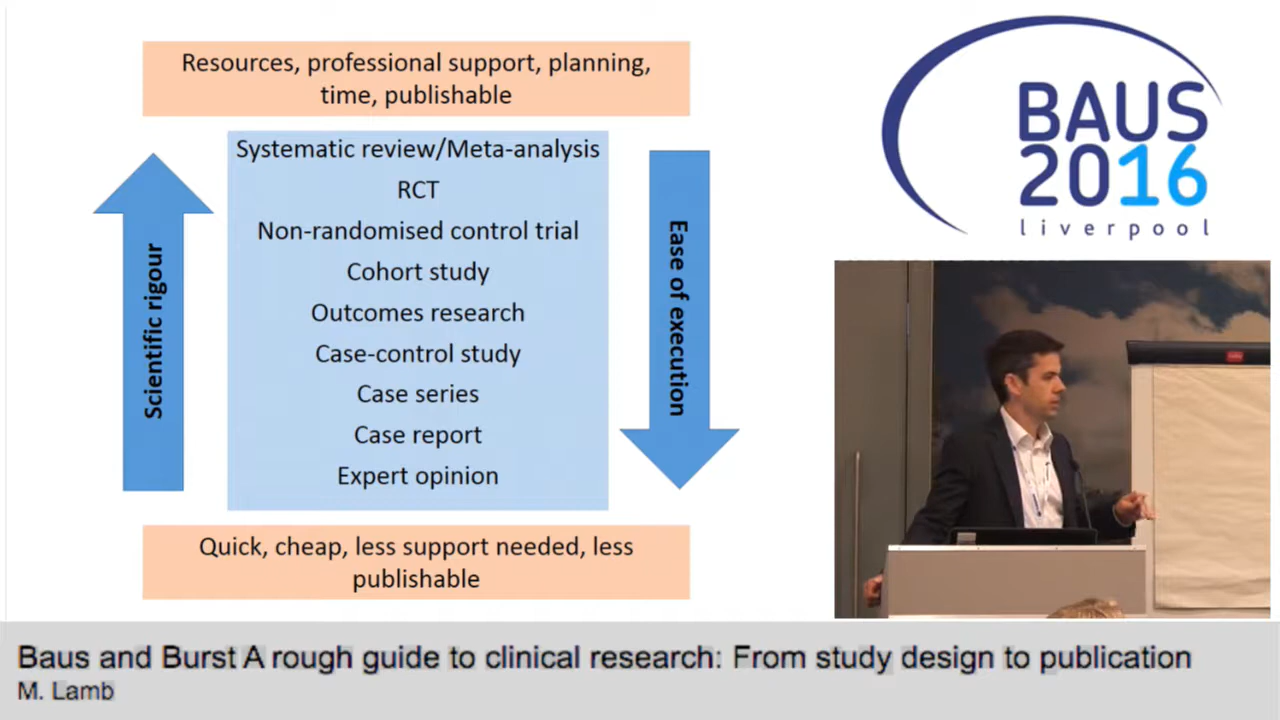 Resources, professional support, planning,
time, publishable
Scientific rigour
Systematic review/Meta-analysis
RCT
Non-randomised control trial
Cohort study
Outcomes research
Case-control study
Case series
Case report
Expert opinion
Ease of execution
Quick, cheap, less support needed, less
publishable
BAUS
2016
liverpool
Baus and Burst A rough guide to clinical research: From study design to publication
M. Lamb